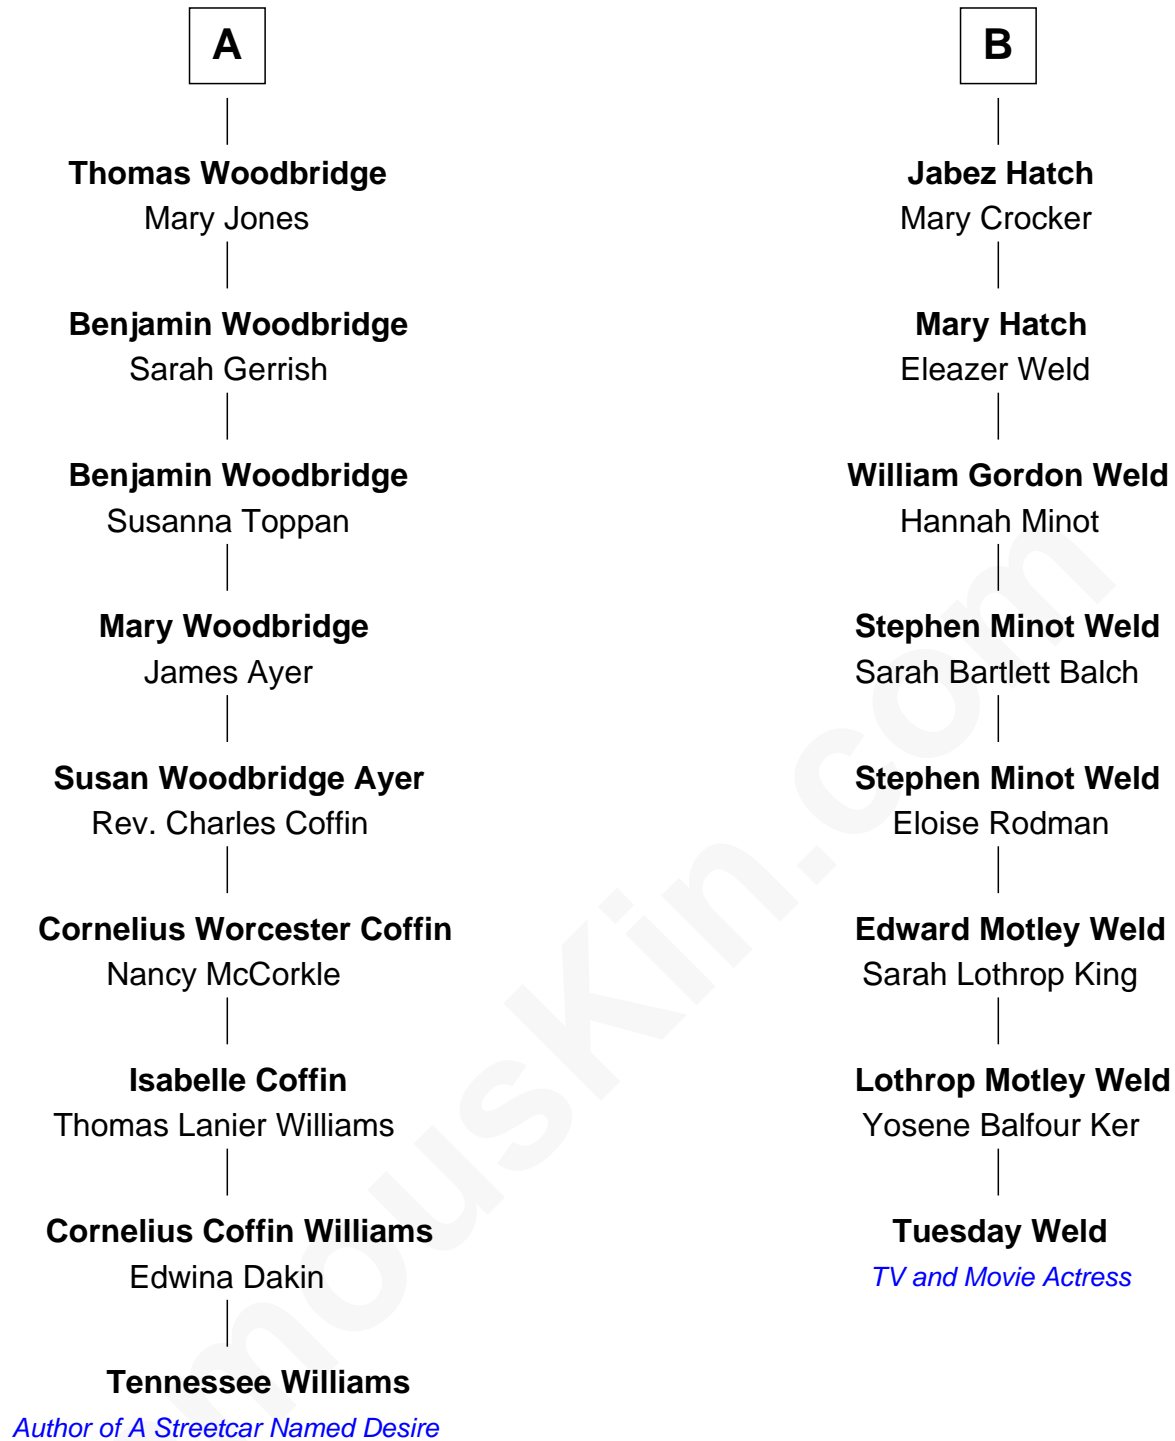 A
Thomas Woodbridge
Mary Jones
Benjamin Woodbridge
Sarah Gerrish
Benjamin Woodbridge
Susanna Toppan
Mary Woodbridge
James Ayer
Susan Woodbridge Ayer
Rev. Charles Coffin
Cornelius Worcester Coffin
Nancy McCorkle
Isabelle Coffin
Thomas Lanier Williams
Cornelius Coffin Williams
Edwina Dakin
Tennessee Williams
Author of A Streetcar Named Desire
B
Jabez Hatch
Mary Crocker
Mary Hatch
Eleazer Weld
William Gordon Weld
Hannah Minot
Stephen Minot Weld
Sarah Bartlett Balch
Stephen Minot Weld
Eloise Rodman
Edward Motley Weld
Sarah Lothrop King
Lothrop Motley Weld
Yosene Balfour Ker
Tuesday Weld
TV and Movie Actress
mousKin.com